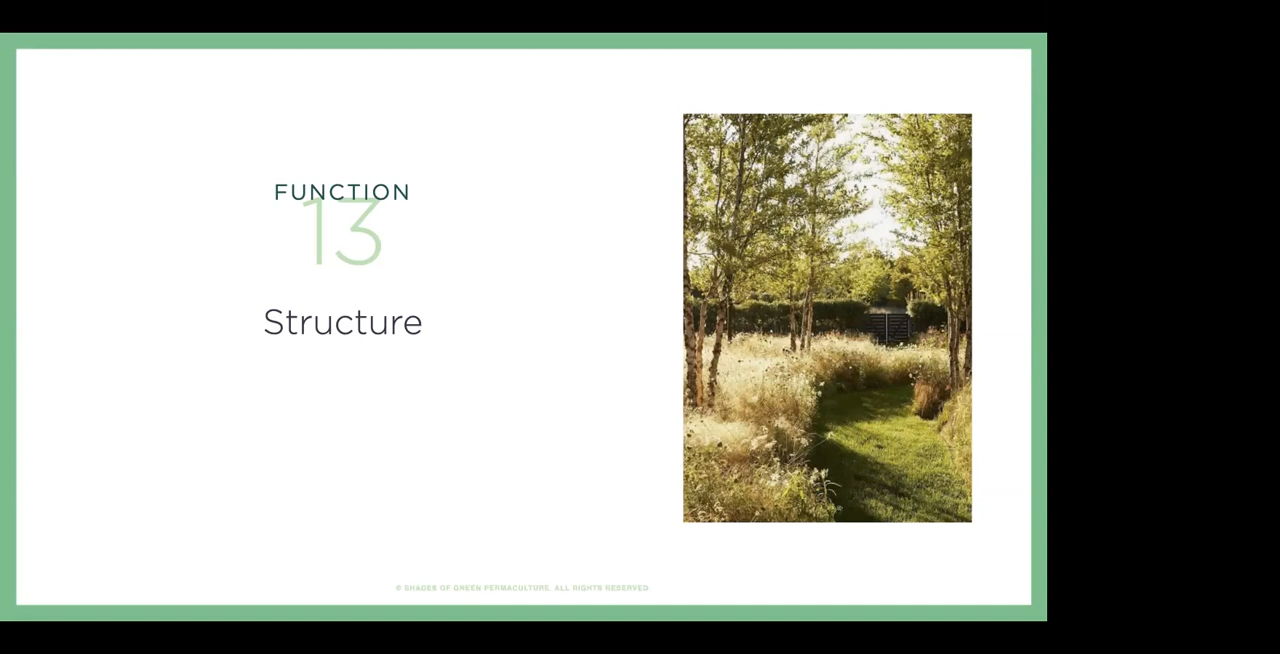 FUNCTION
13
Structure
© SHADES OF GREEN PERMACULTURE, ALL RIGHTS RESERVED